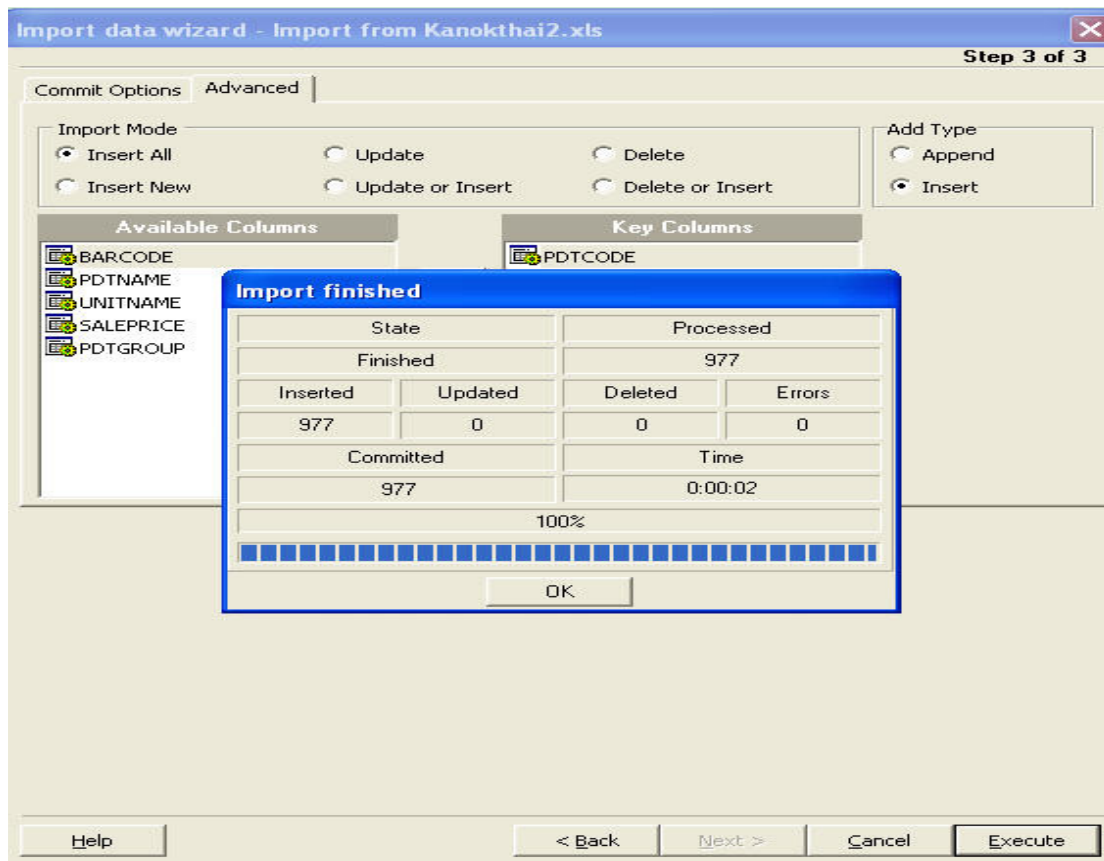 Import data wizard - Import from Kanokthai2.xls
Step 3 of 3
Commit Options Advanced
Import Mode
Add Type
Insert All Update Delete
Append
Insert New Update or Insert Delete or Insert
Insert
Available Columns
Key Columns
BARCODE
PDTCODE
PDTNAME
UNITNAME
SALEPRICE
PDTGROUP
Import finished
State Processed
Finished 977
Inserted Updated Deleted Errors
977 0 0 0
Committed Time
977 0:00:02
100%
OK
Help < Back Next > Cancel Execute